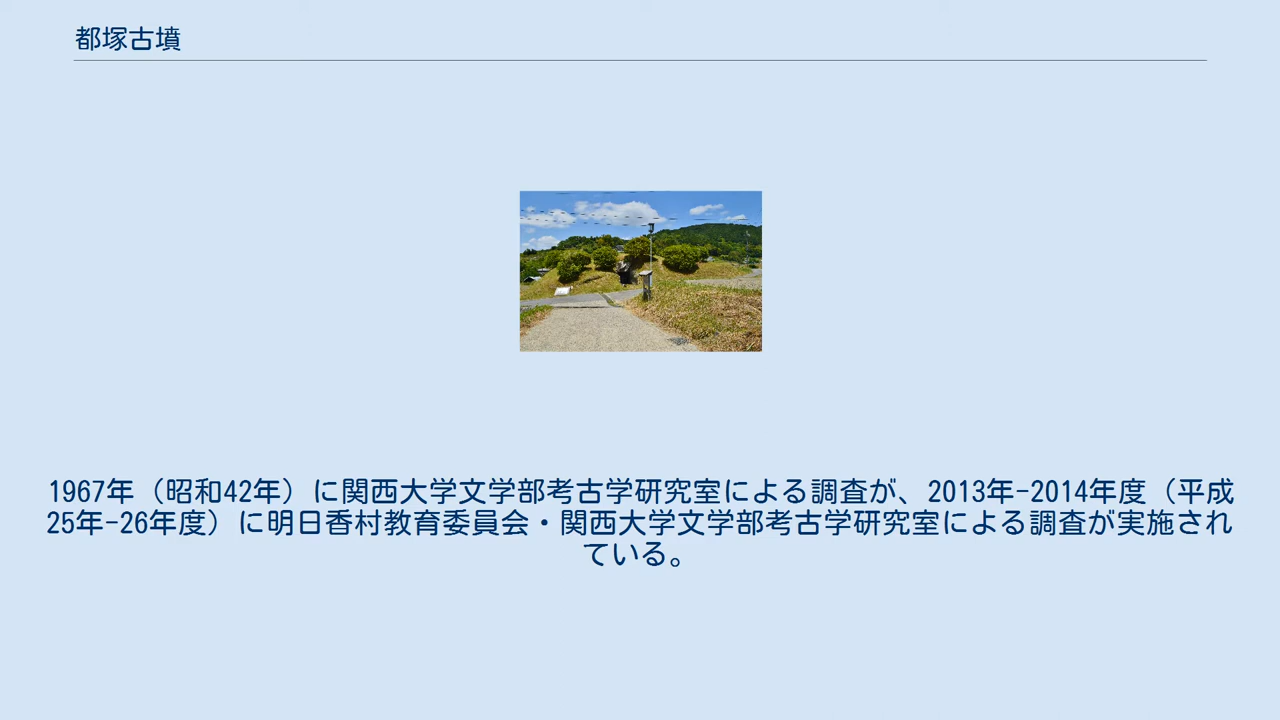 都塚古墳
1967年（昭和42年）に関西大学文学部考古学研究室による調査が、2013年-2014年度（平成
25年-26年度）に明日香村教育委員会・関西大学文学部考古学研究室による調査が実施され
ている。